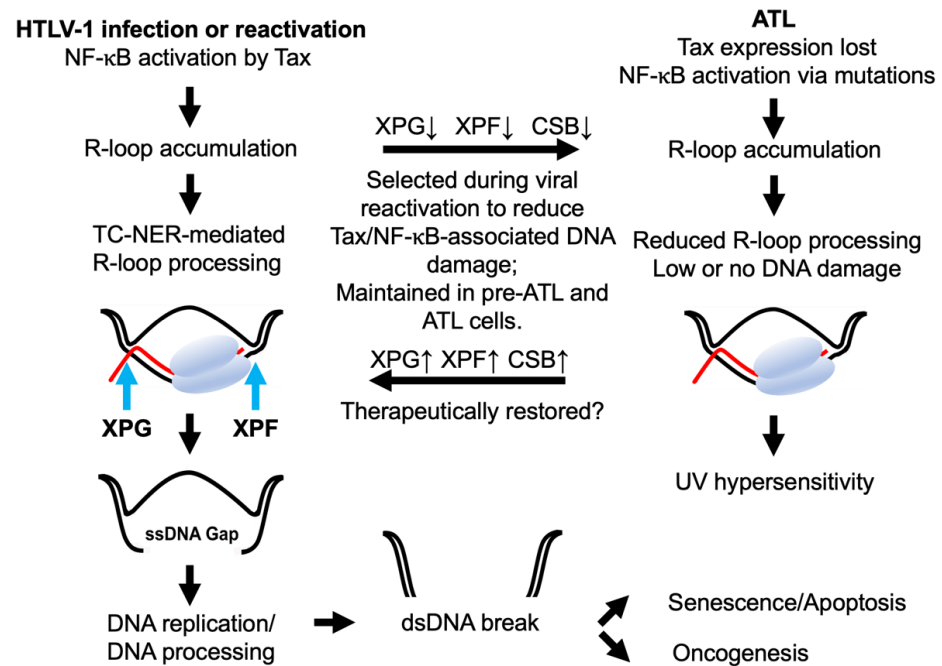 HTLV-1 infection or reactivation
NF-κB activation by Tax
R-loop accumulation
TC-NER-mediated
R-loop processing
XPG
XPF
ssDNA Gap
DNA replication/
DNA processing
dsDNA break
Senescence/Apoptosis
Oncogenesis
XPG↓ XPF↓ CSB↓
Selected during viral
reactivation to reduce
Tax/NF-κB-associated DNA
damage;
Maintained in pre-ATL and
ATL cells.
XPG↑ XPF↑ CSB↑
Therapeutically restored?
ATL
Tax expression lost
NF-κB activation via mutations
R-loop accumulation
Reduced R-loop processing
Low or no DNA damage
UV hypersensitivity